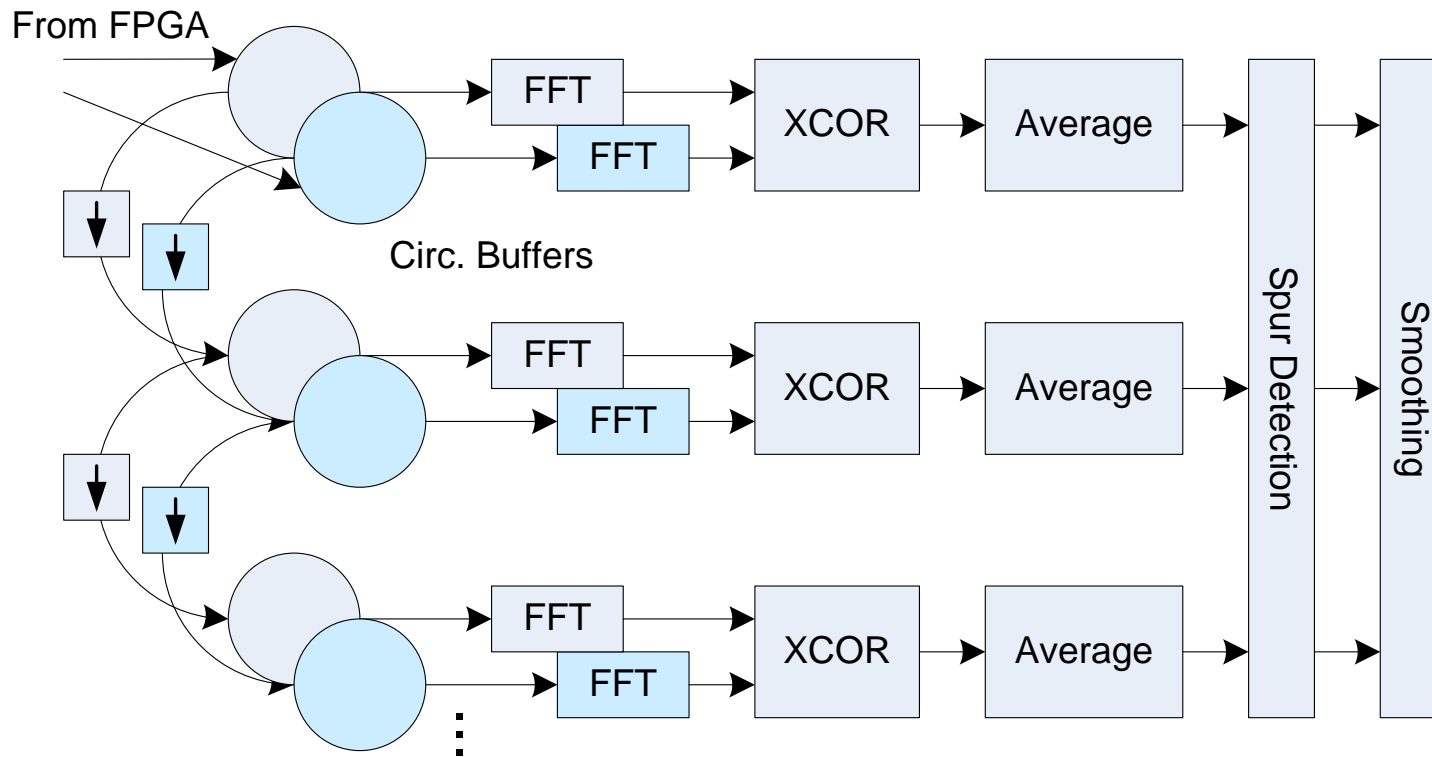 From FPGA
FFT
FFT
XCOR
Average
Circ. Buffers
FFT
FFT
XCOR
Average
Spur Detection
Smoothing
FFT
FFT
XCOR
Average